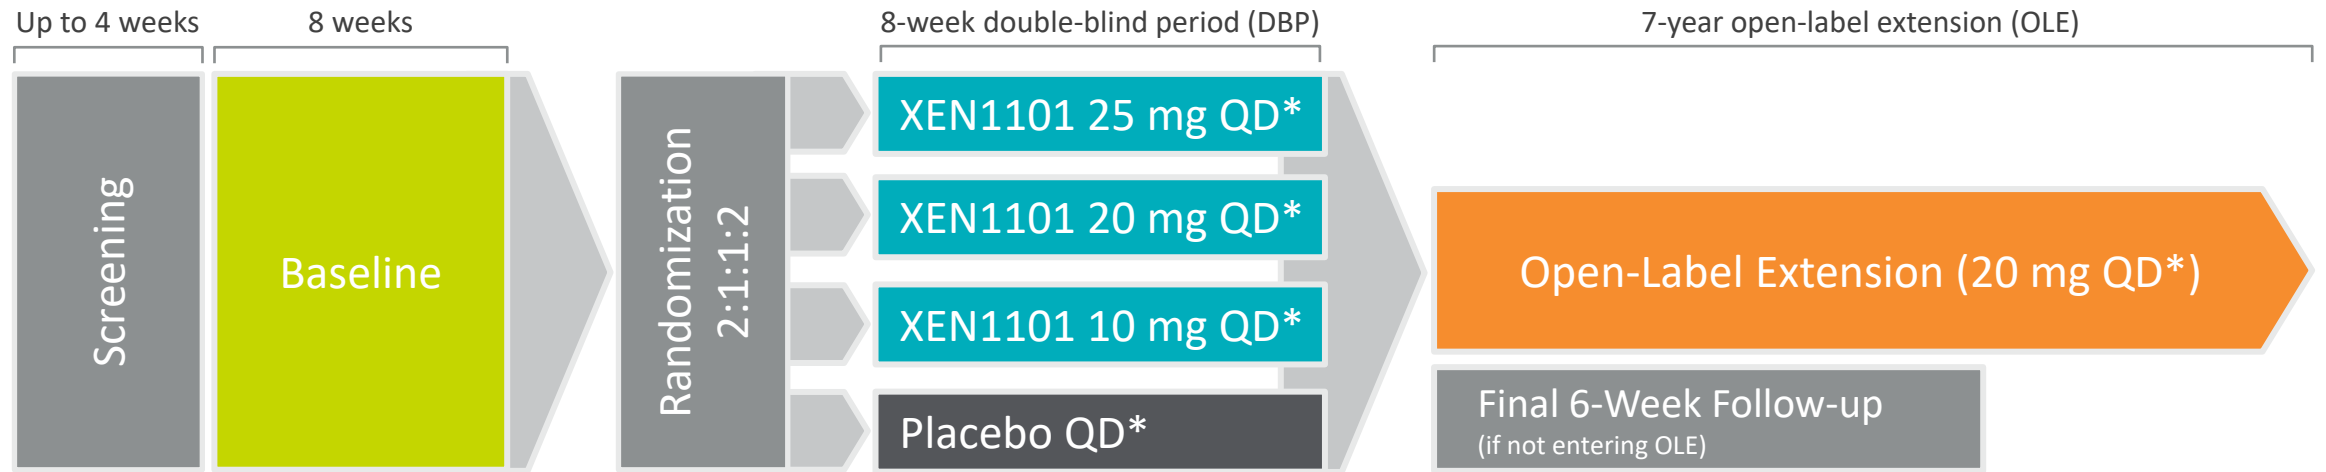 Up to 4 weeks
8 weeks
8-week double-blind period (DBP)
7-year open-label extension (OLE)
Screening
Baseline
Randomization
2:1:1:2
XEN1101 25 mg QD*
XEN1101 20 mg QD*
XEN1101 10 mg QD*
Placebo QD*
Open-Label Extension (20 mg QD*)
Final 6-Week Follow-up
(if not entering OLE)